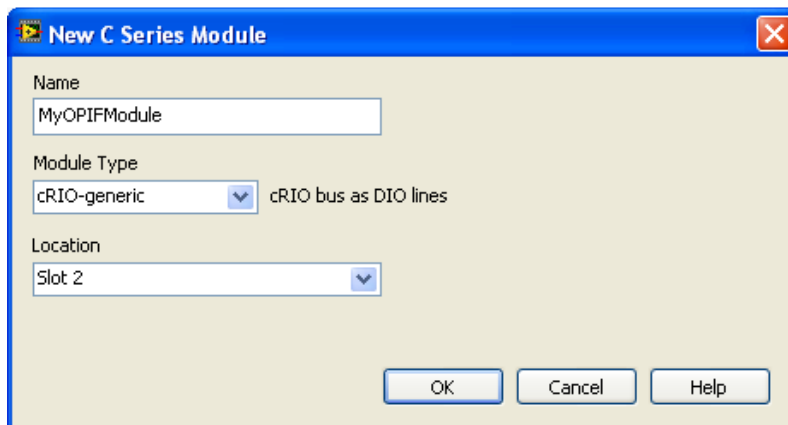 New C Series Module
Name
MyOPIFModule
Module Type
cRIO-generic cRIO bus as DIO lines
Location
Slot 2
OK Cancel Help